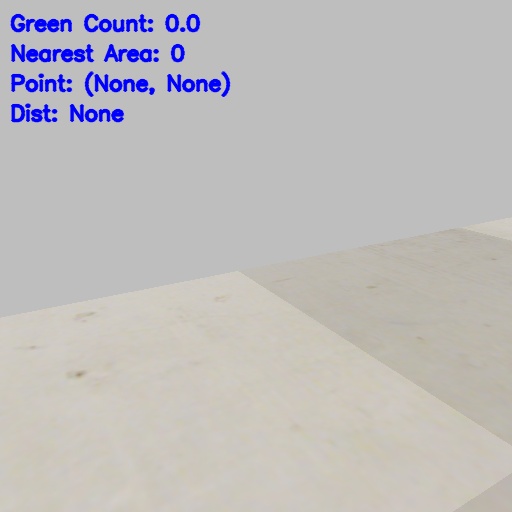 Green Count: 0.0
Nearest Area: 0
Point: (None, None)
Dist: None